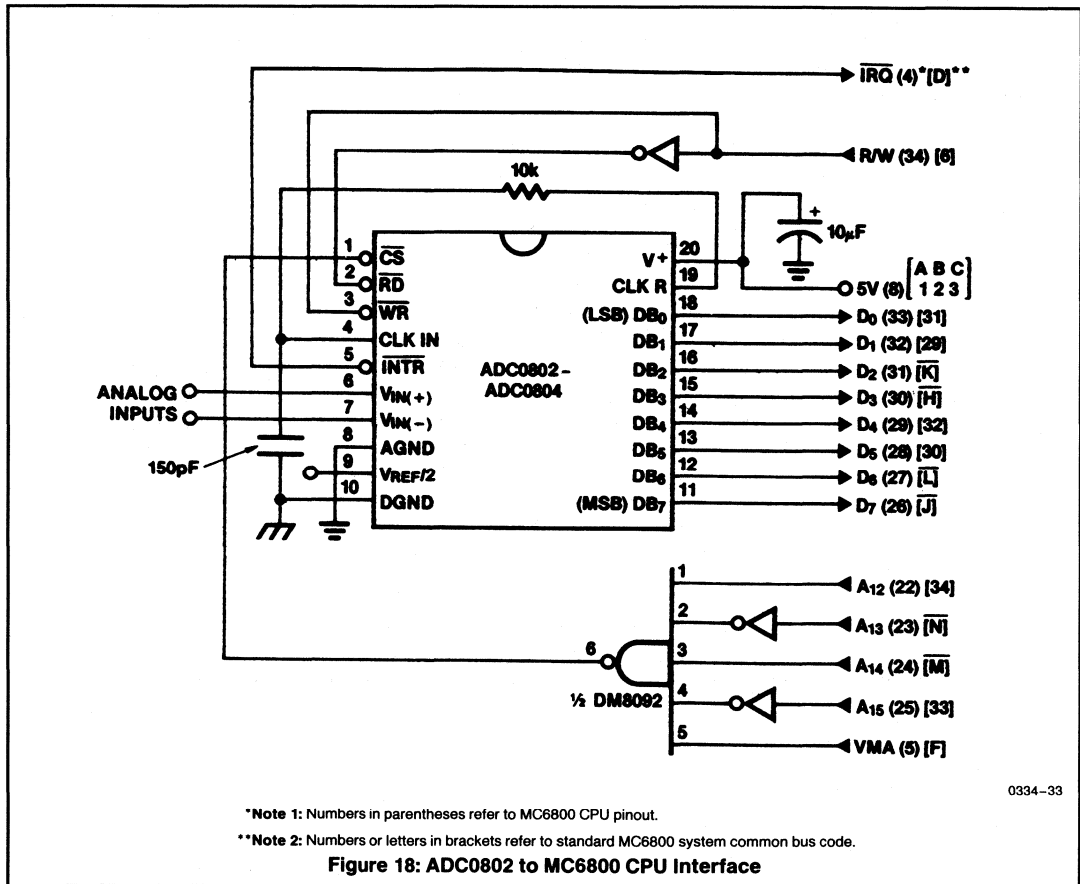 I̅R̅Q̅ (4)*[D]**
R/W (34) [6]
10k
+
10µF
1 C̅S̅
2 R̅D̅
3 W̅R̅
4 CLK IN
5 I̅N̅T̅R̅
6 VIN(+)
7 VIN(−)
8 AGND
9 VREF/2
10 DGND
ANALOG
INPUTS
150pF
ADC0802–
ADC0804
V+ 20
CLK R 19
(LSB) DB0 18
DB1 17
DB2 16
DB3 15
DB4 14
DB5 13
DB6 12
(MSB) DB7 11
5V (8) [A B C
1 2 3]
D0 (33) [31]
D1 (32) [29]
D2 (31) [K̅]
D3 (30) [H̅]
D4 (29) [32]
D5 (28) [30]
D6 (27) [L̅]
D7 (26) [J̅]
1 A12 (22) [34]
2 A13 (23) [N̅]
3 A14 (24) [M̅]
4 A15 (25) [33]
5 VMA (5) [F]
6
½ DM8092
0334–33
*Note 1: Numbers in parentheses refer to MC6800 CPU pinout.
**Note 2: Numbers or letters in brackets refer to standard MC6800 system common bus code.
Figure 18: ADC0802 to MC6800 CPU Interface